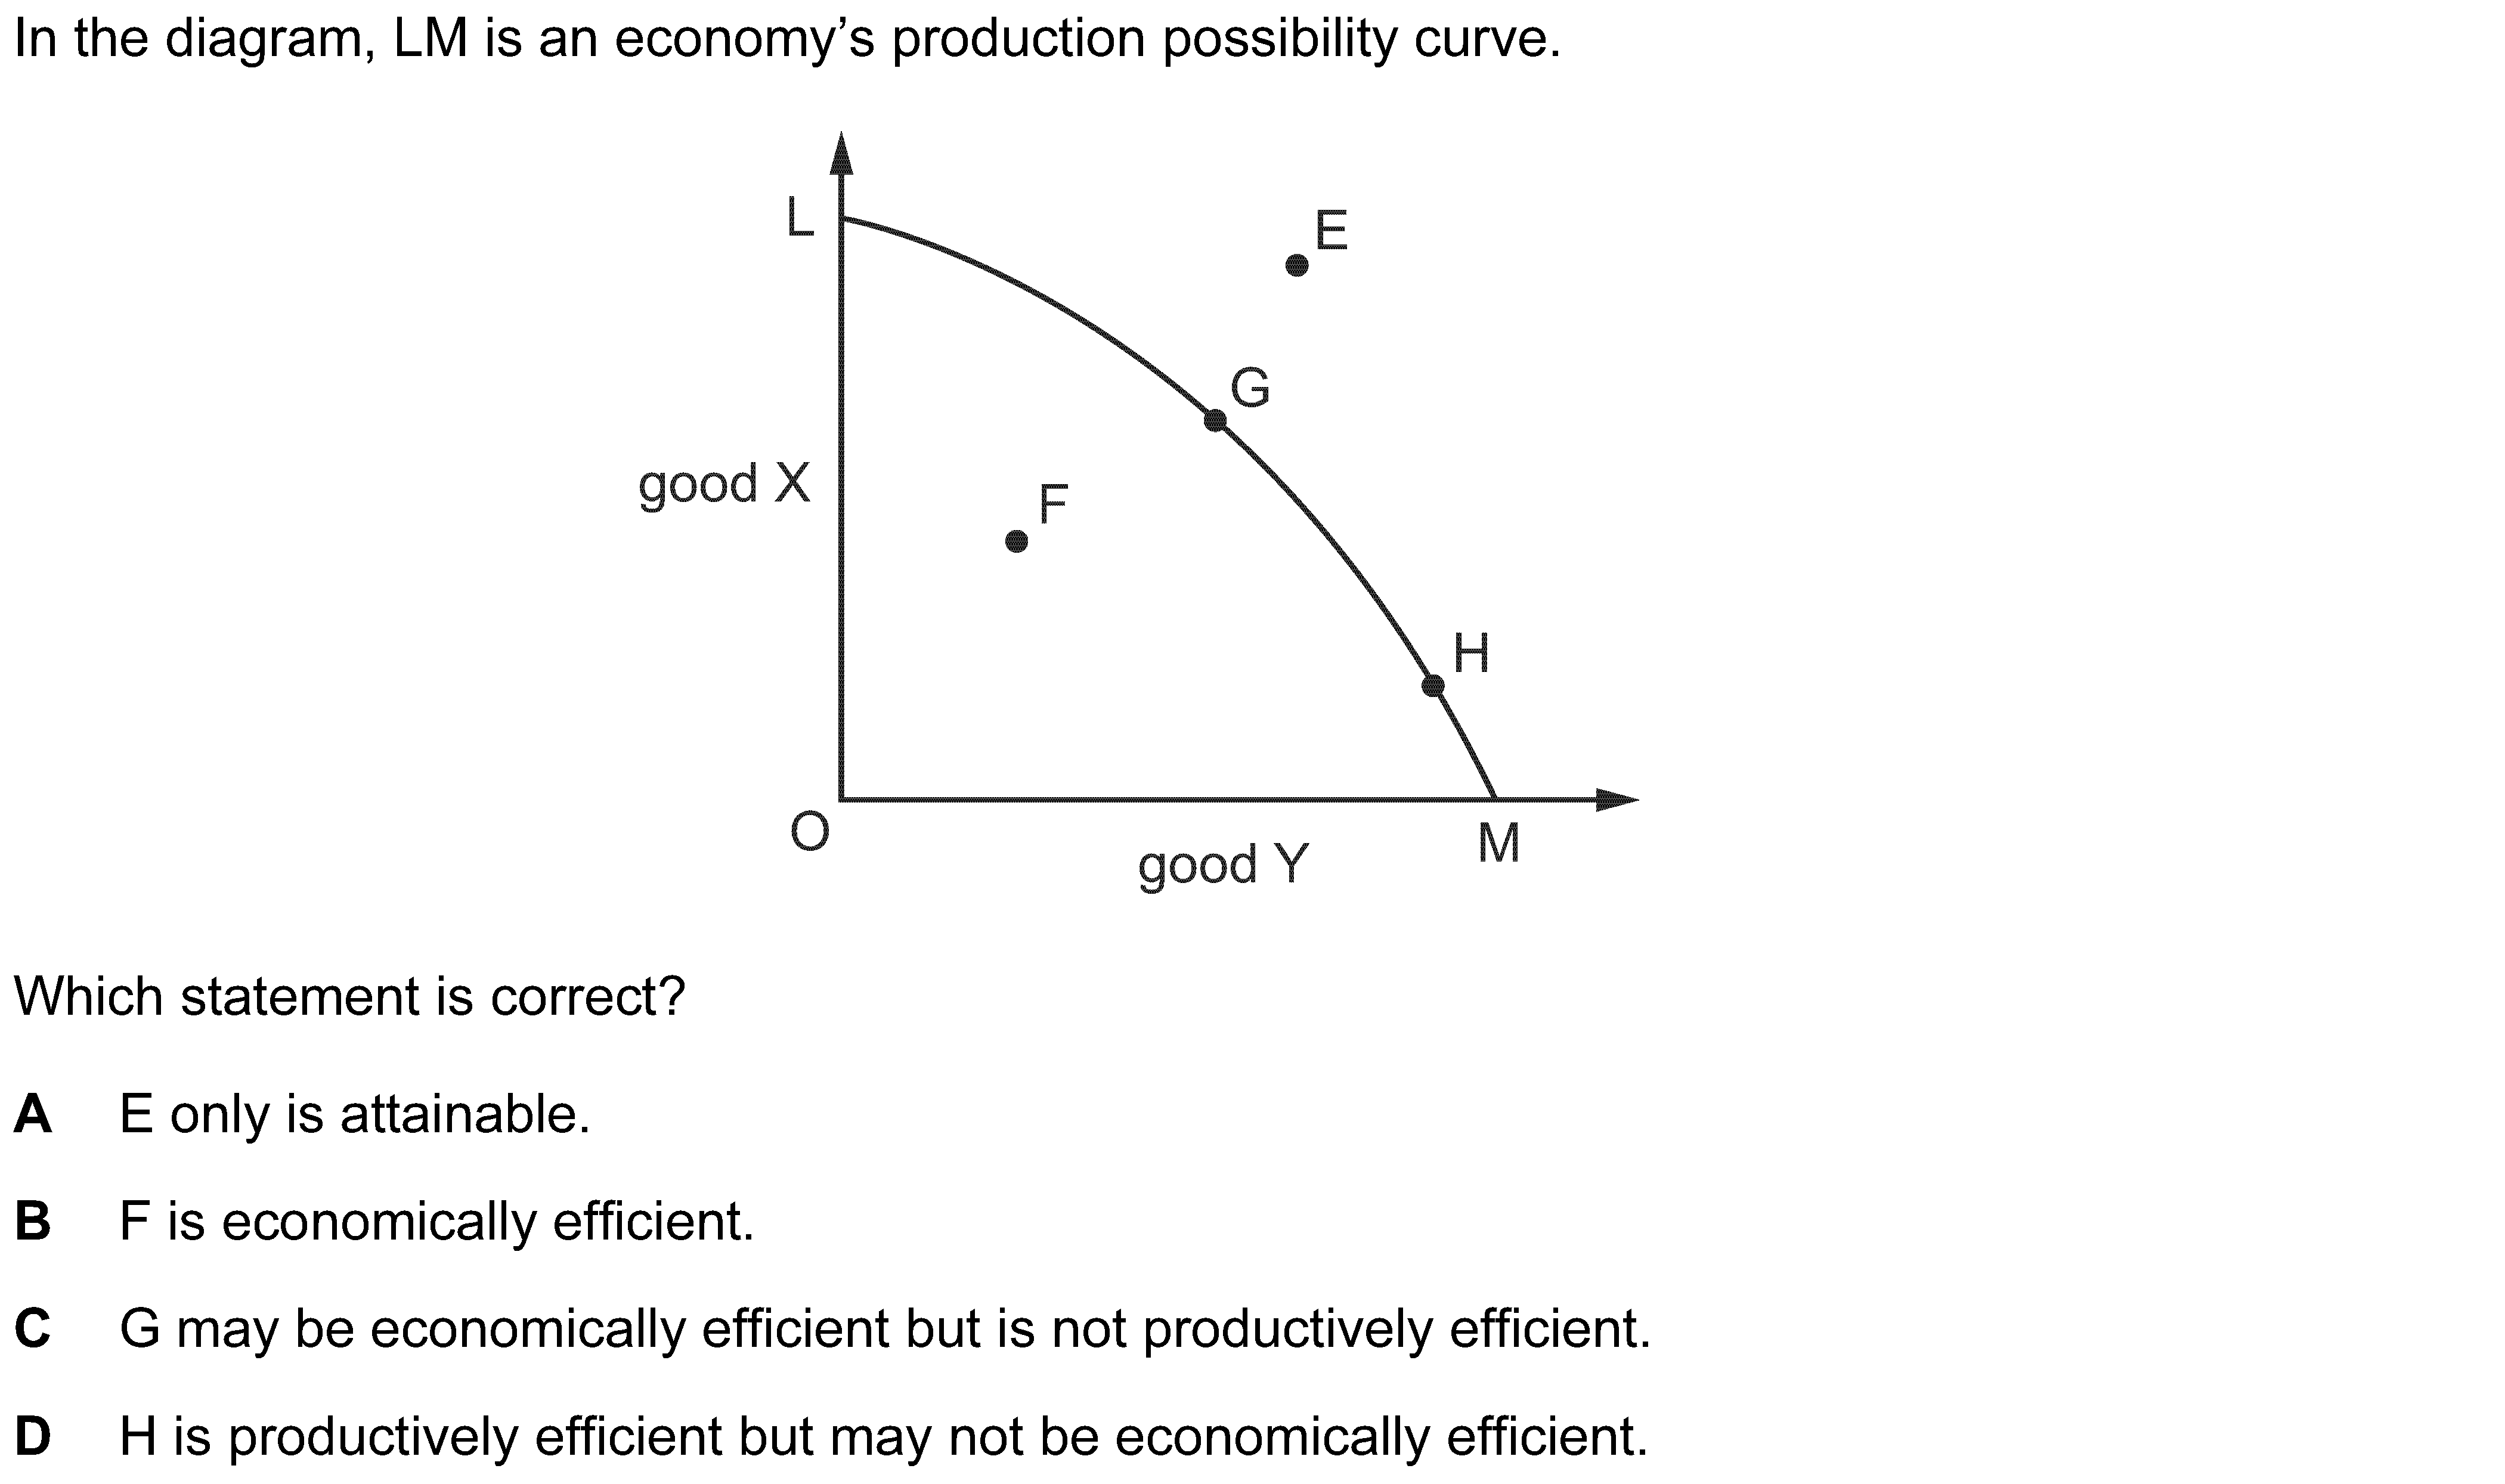 In the diagram, LM is an economy’s production possibility curve.
L
E
G
good X
F
H
O
M
good Y
Which statement is correct?
A E only is attainable.
B F is economically efficient.
C G may be economically efficient but is not productively efficient.
D H is productively efficient but may not be economically efficient.